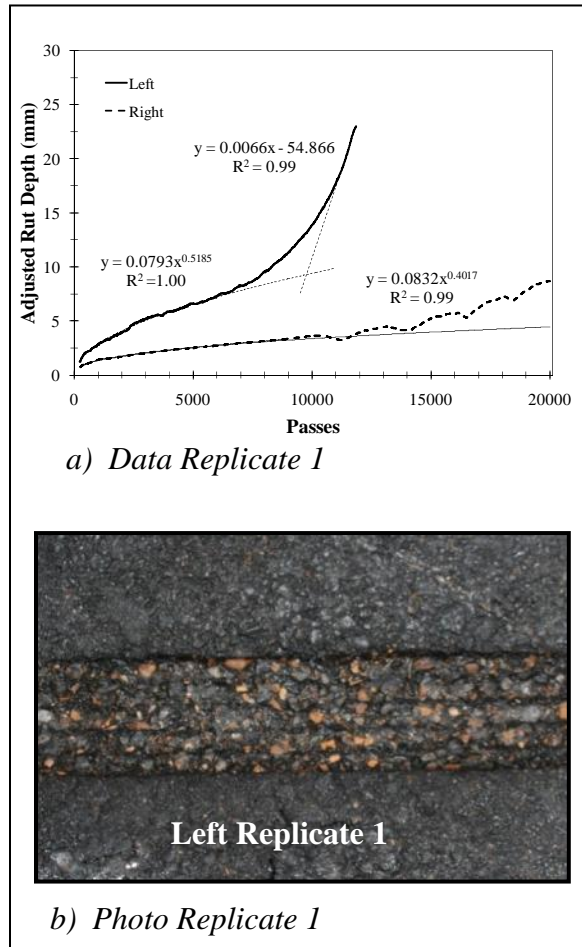 30
25
20
15
10
5
0
Adjusted Rut Depth (mm)
Left
Right
y = 0.0066x - 54.866
R² = 0.99
y = 0.0793x^0.5185
R² =1.00
y = 0.0832x^0.4017
R² = 0.99
0 5000 10000 15000 20000
Passes
a) Data Replicate 1
Left Replicate 1
b) Photo Replicate 1